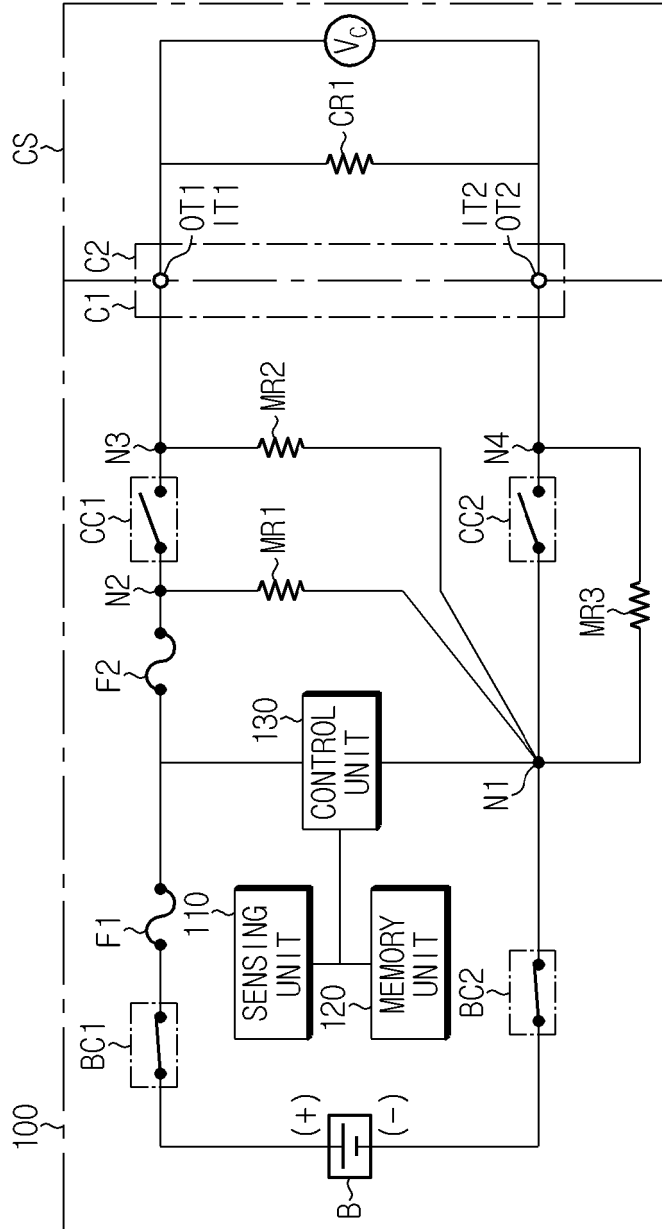 100
CS
BC1
F1
F2
N2
CC1
N3
C1
C2
OT1
IT1
(+)
B
(-)
110
SENSING
UNIT
120
MEMORY
UNIT
130
CONTROL
UNIT
MR1
MR2
CR1
VC
BC2
N1
CC2
N4
IT2
OT2
MR3